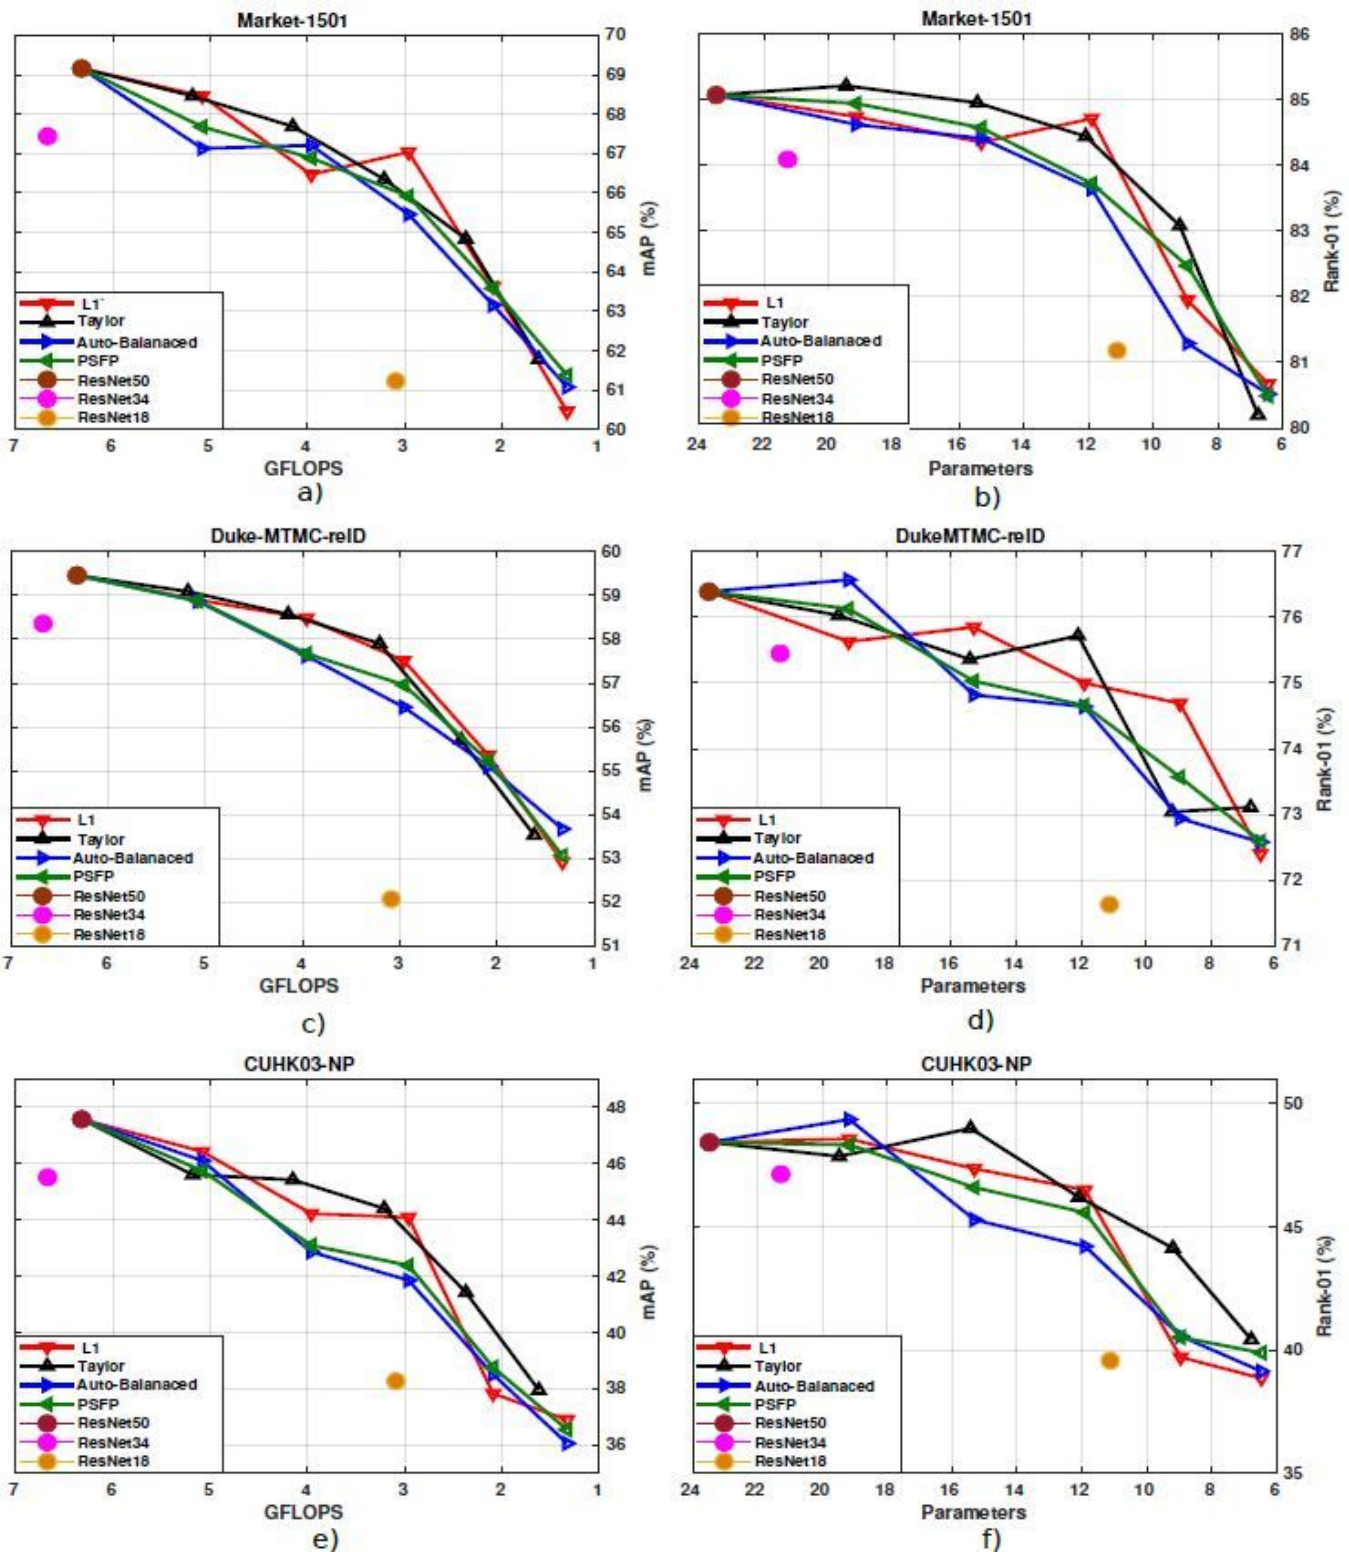 Market-1501
70
69
68
67
66
65
64
63
62
61
60
mAP (%)
L1`
Taylor
Auto-Balanaced
PSFP
ResNet50
ResNet34
ResNet18
7 6 5 4 3 2 1
GFLOPS
a)
Market-1501
86
85
84
83
82
81
80
Rank-01 (%)
L1
Taylor
Auto-Balanaced
PSFP
ResNet50
ResNet34
ResNet18
24 22 20 18 16 14 12 10 8 6
Parameters
b)
Duke-MTMC-reID
60
59
58
57
56
55
54
53
52
51
mAP (%)
L1
Taylor
Auto-Balanaced
PSFP
ResNet50
ResNet34
ResNet18
7 6 5 4 3 2 1
GFLOPS
c)
DukeMTMC-reID
77
76
75
74
73
72
71
Rank-01 (%)
L1
Taylor
Auto-Balanaced
PSFP
ResNet50
ResNet34
ResNet18
24 22 20 18 16 14 12 10 8 6
Parameters
d)
CUHK03-NP
48
46
44
42
40
38
36
mAP (%)
L1
Taylor
Auto-Balanaced
PSFP
ResNet50
ResNet34
ResNet18
7 6 5 4 3 2 1
GFLOPS
e)
CUHK03-NP
50
45
40
35
Rank-01 (%)
L1
Taylor
Auto-Balanaced
PSFP
ResNet50
ResNet34
ResNet18
24 22 20 18 16 14 12 10 8 6
Parameters
f)